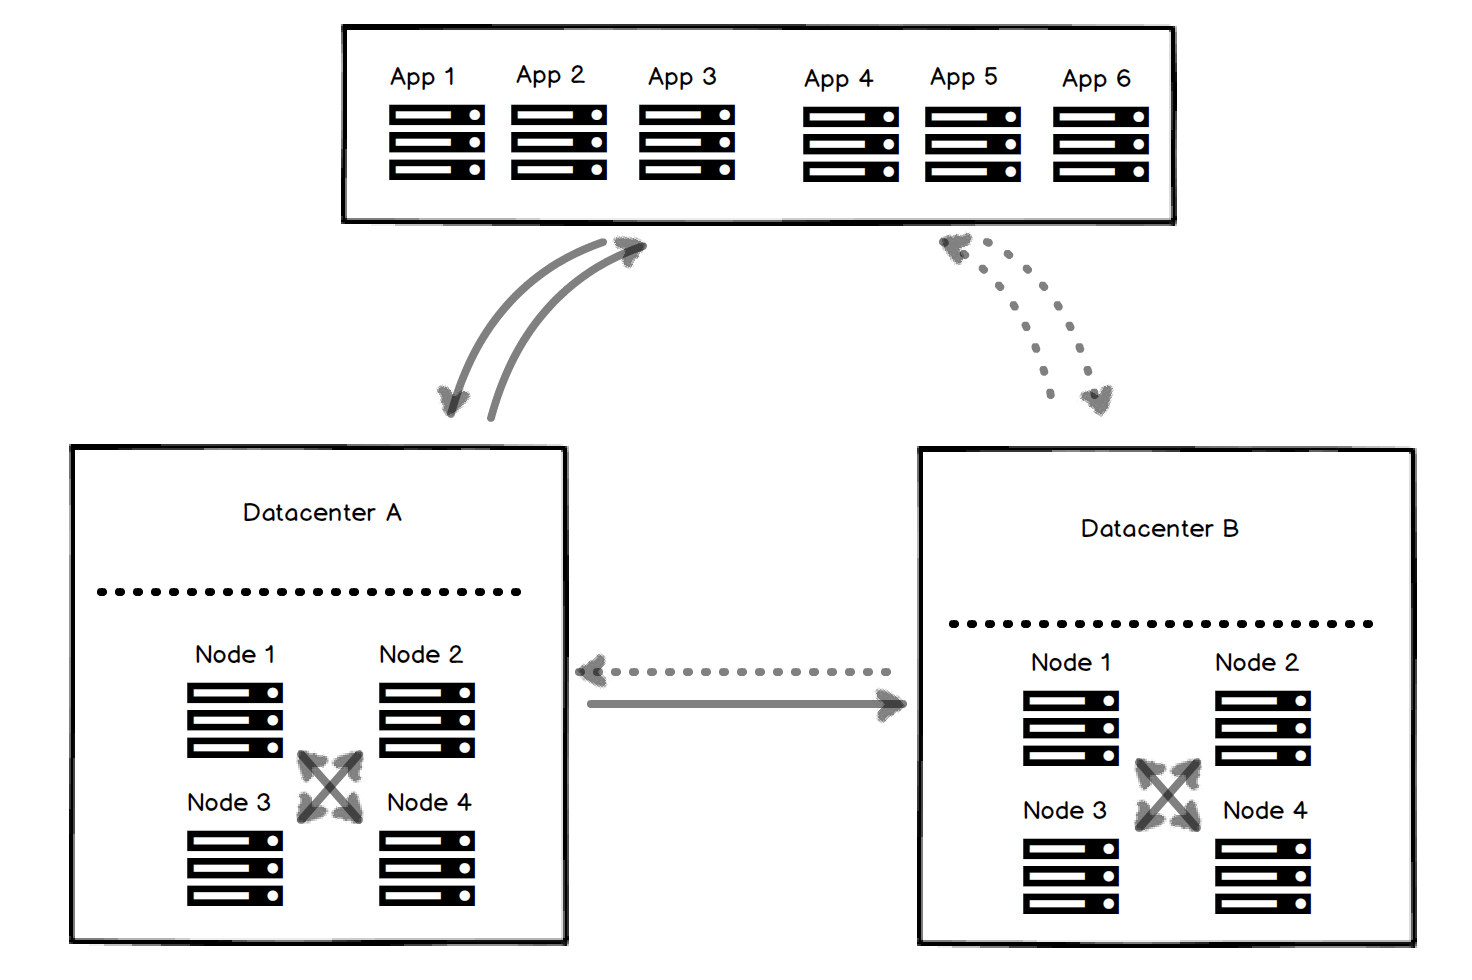 App 1
App 2
App 3
App 4
App 5
App 6
Datacenter A
Node 1
Node 2
Node 3
Node 4
Datacenter B
Node 1
Node 2
Node 3
Node 4